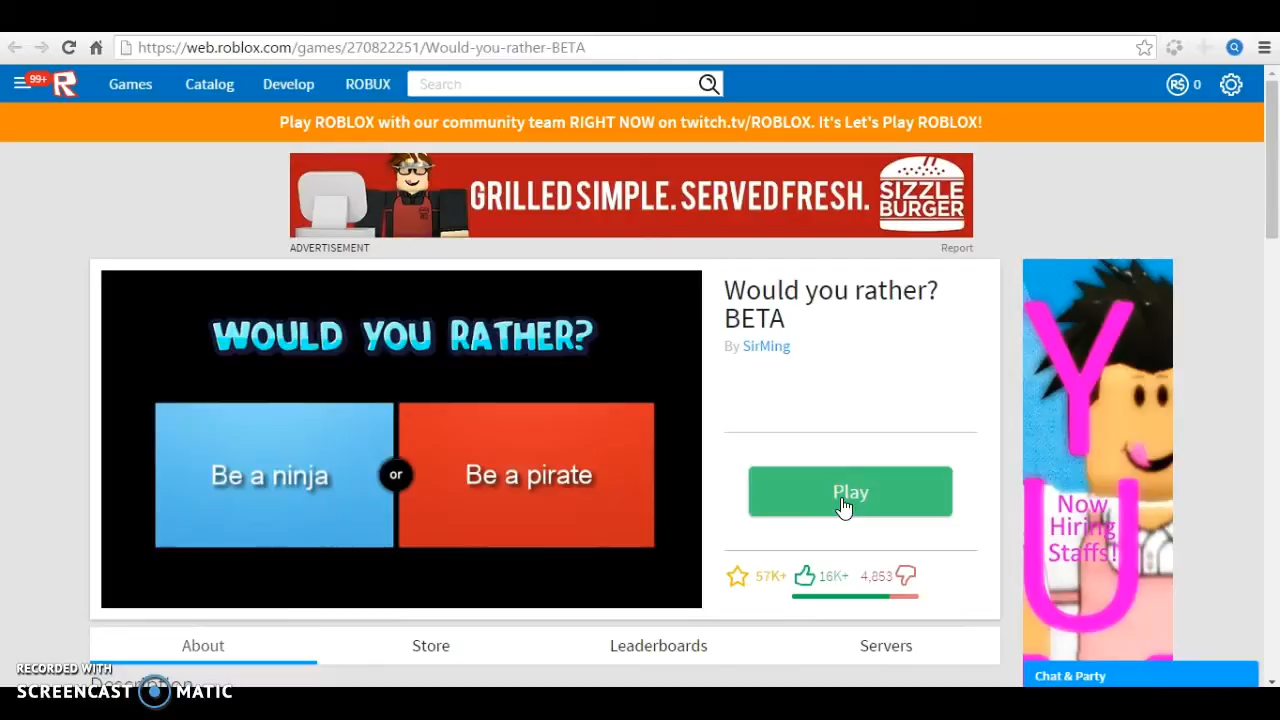 https://web.roblox.com/games/270822251/Would-you-rather-BETA
99+
R
Games Catalog Develop ROBUX Search R$ 0
Play ROBLOX with our community team RIGHT NOW on twitch.tv/ROBLOX. It's Let's Play ROBLOX!
GRILLED SIMPLE. SERVED FRESH.
SIZZLE
BURGER
ADVERTISEMENT Report
WOULD YOU RATHER?
Be a ninja or Be a pirate
Would you rather?
BETA
By SirMing
Play
57K+ 16K+ 4,853
Y
Now
Hiring
Staffs!
U
About Store Leaderboards Servers
Description
Chat & Party
RECORDED WITH
SCREENCAST MATIC